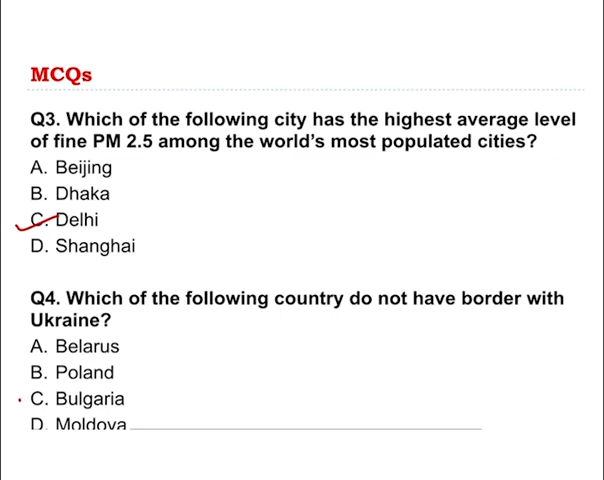 MCQs
Q3. Which of the following city has the highest average level
of fine PM 2.5 among the world’s most populated cities?
A. Beijing
B. Dhaka
C. Delhi
D. Shanghai
Q4. Which of the following country do not have border with
Ukraine?
A. Belarus
B. Poland
C. Bulgaria
D. Moldova